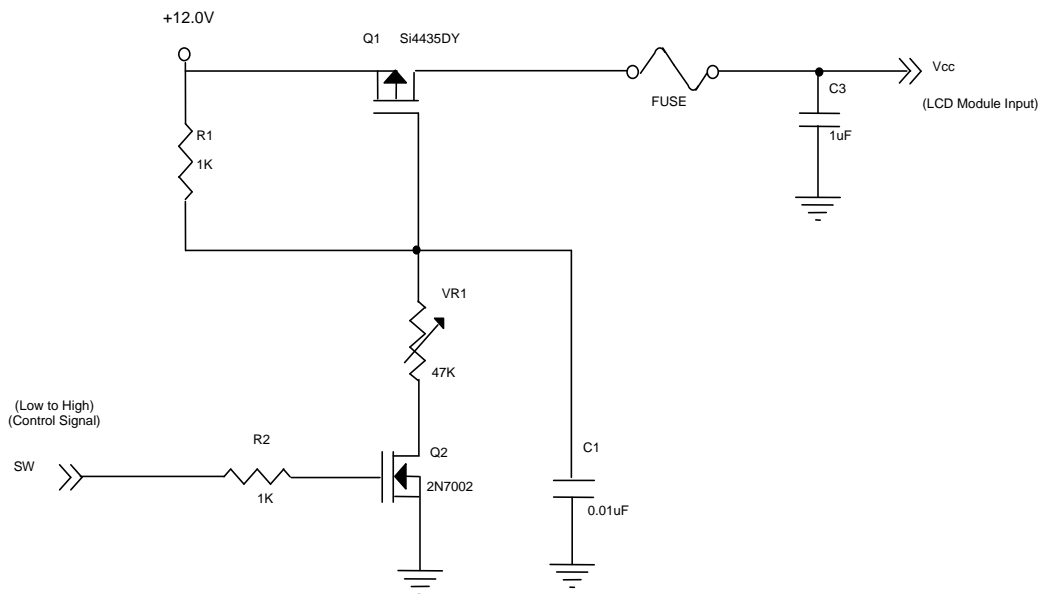 +12.0V
Q1 Si4435DY
Vcc
C3
FUSE
(LCD Module Input)
R1
1uF
1K
VR1
47K
(Low to High)
(Control Signal)
R2
Q2
C1
SW
2N7002
1K
0.01uF